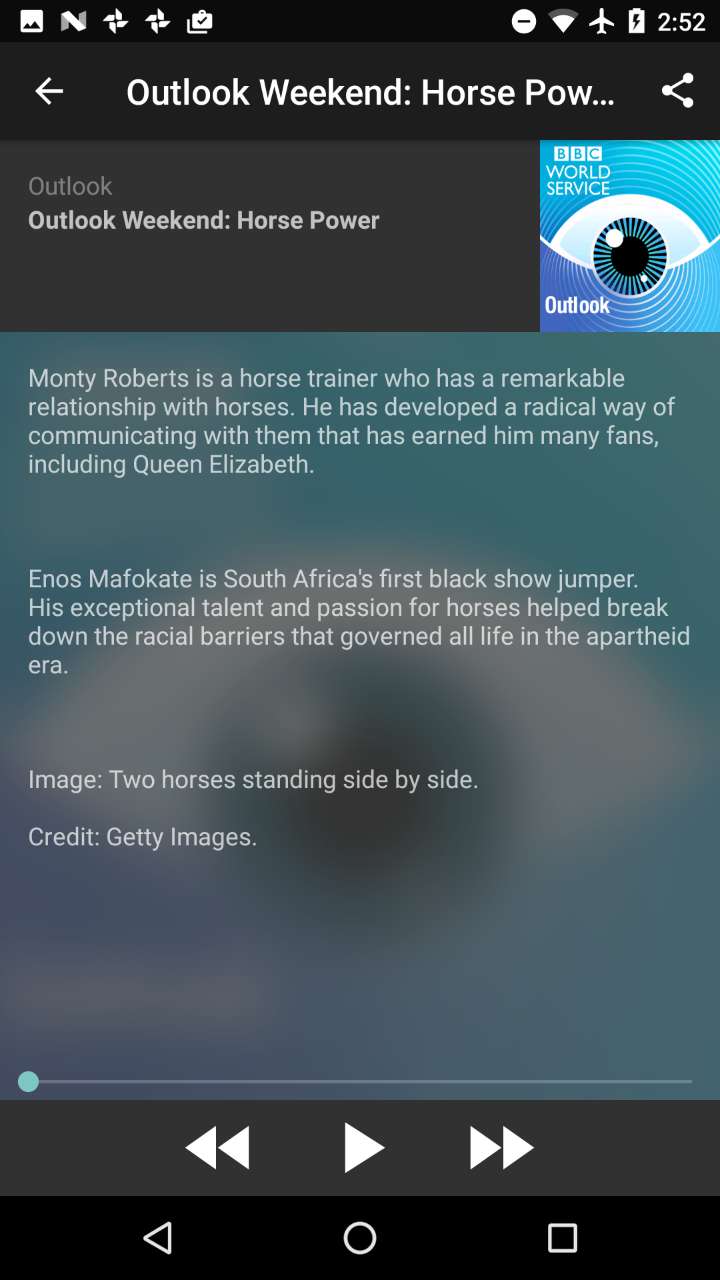 2:52
Outlook Weekend: Horse Pow...
Outlook
Outlook Weekend: Horse Power
BBC
WORLD
SERVICE
Outlook
Monty Roberts is a horse trainer who has a remarkable
relationship with horses. He has developed a radical way of
communicating with them that has earned him many fans,
including Queen Elizabeth.
Enos Mafokate is South Africa's first black show jumper.
His exceptional talent and passion for horses helped break
down the racial barriers that governed all life in the apartheid
era.
Image: Two horses standing side by side.
Credit: Getty Images.